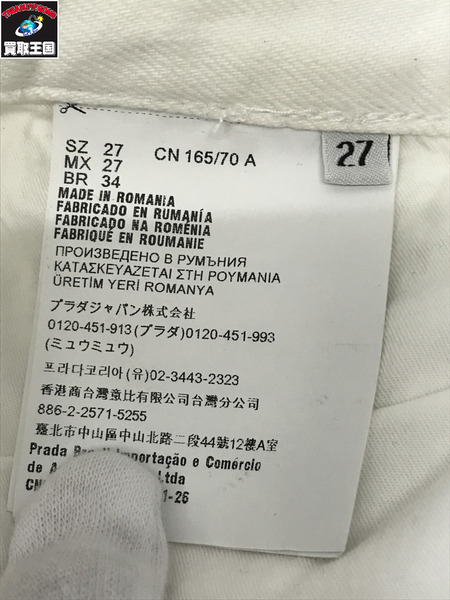 買取王国
SZ 27 CN 165/70 A
MX 27
BR 34
27
MADE IN ROMANIA
FABRICADO EN RUMANÍA
FABRICADO NA ROMÉNIA
FABRIQUÉ EN ROUMANIE
ПРОИЗВЕДЕНО В РУМЪНИЯ
ΚΑΤΑΣΚΕΥΑΖΕΤΑΙ ΣΤΗ ΡΟΥΜΑΝΙΑ
ÜRETİM YERİ ROMANYA
プラダジャパン株式会社
0120-451-913(プラダ)0120-451-993
(ミュウミュウ)
프라다코리아(유)02-3443-2323
香港商台灣童比有限公司台灣分公司
886-2-2571-5255
臺北市中山區中山北路二段44號12樓A室
Prada Importação e Comércio
de Ltda
-26